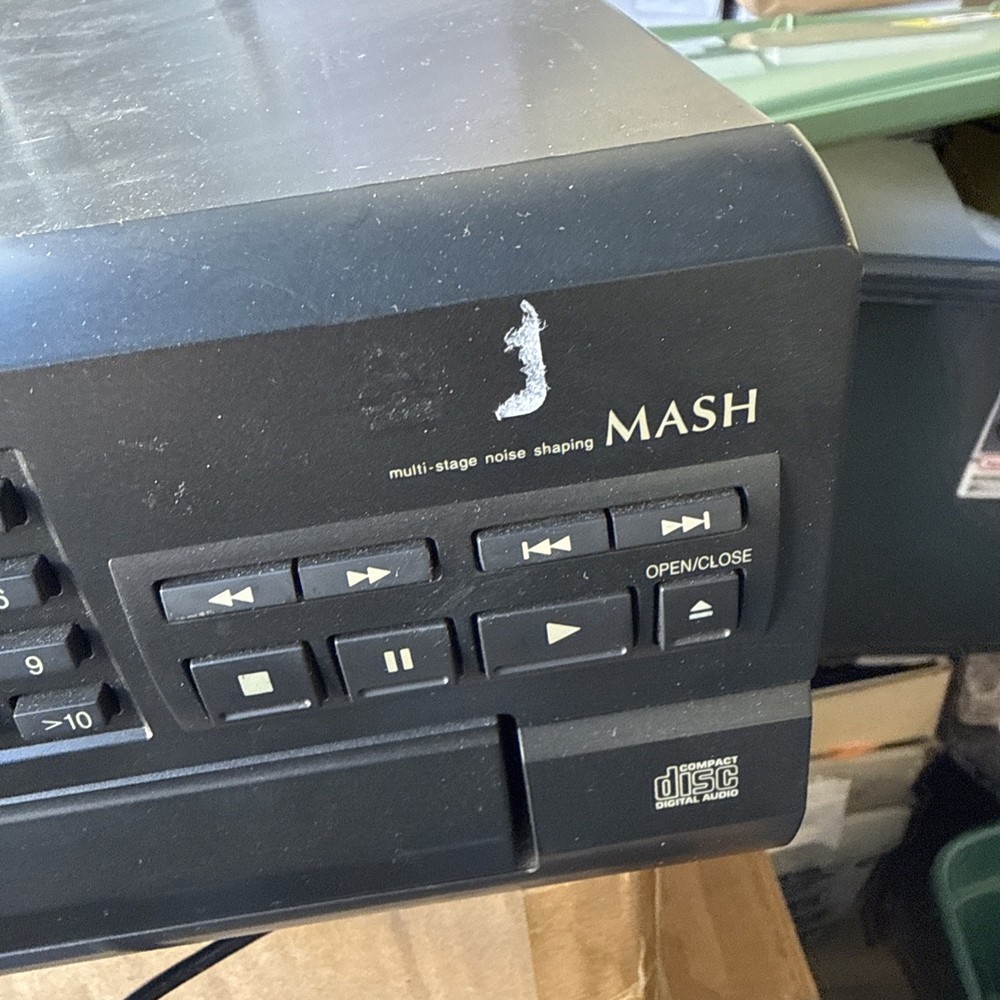 multi-stage noise shaping MASH
OPEN/CLOSE
9
>10
COMPACT
disc
DIGITAL AUDIO